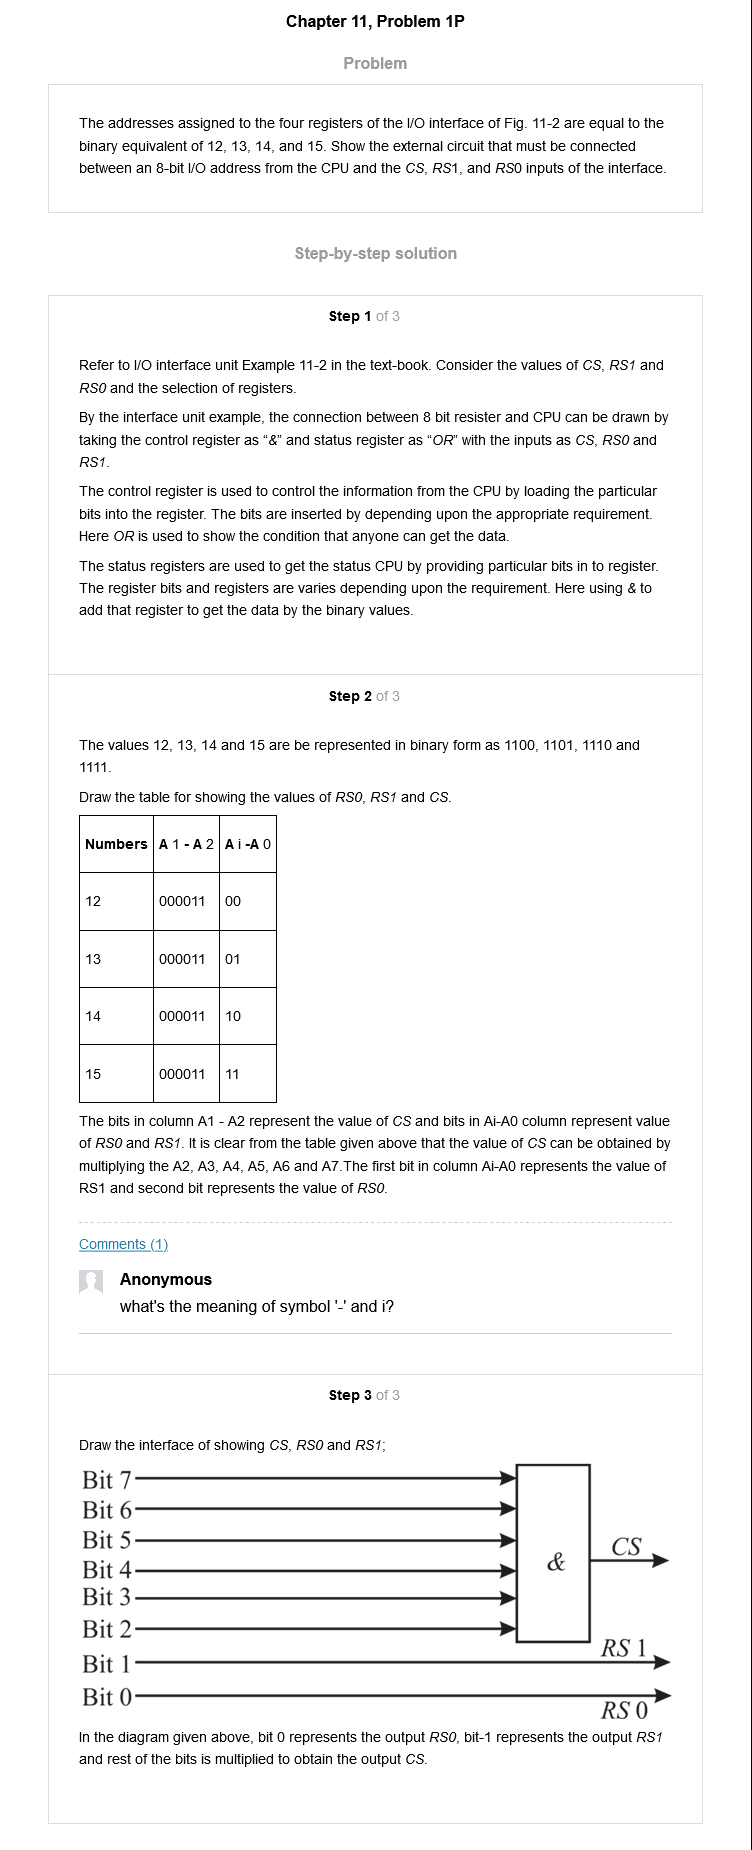 Chapter 11, Problem 1P
Problem
The addresses assigned to the four registers of the I/O interface of Fig. 11-2 are equal to the
binary equivalent of 12, 13, 14, and 15. Show the external circuit that must be connected
between an 8-bit I/O address from the CPU and the CS, RS1, and RS0 inputs of the interface.
Step-by-step solution
Step 1 of 3
Refer to I/O interface unit Example 11-2 in the text-book. Consider the values of CS, RS1 and
RS0 and the selection of registers.
By the interface unit example, the connection between 8 bit resister and CPU can be drawn by
taking the control register as “&” and status register as “OR” with the inputs as CS, RS0 and
RS1.
The control register is used to control the information from the CPU by loading the particular
bits into the register. The bits are inserted by depending upon the appropriate requirement.
Here OR is used to show the condition that anyone can get the data.
The status registers are used to get the status CPU by providing particular bits in to register.
The register bits and registers are varies depending upon the requirement. Here using & to
add that register to get the data by the binary values.
Step 2 of 3
The values 12, 13, 14 and 15 are be represented in binary form as 1100, 1101, 1110 and
1111.
Draw the table for showing the values of RS0, RS1 and CS.
Numbers A 1 - A 2 A i -A 0
12 000011 00
13 000011 01
14 000011 10
15 000011 11
The bits in column A1 - A2 represent the value of CS and bits in Ai-A0 column represent value
of RS0 and RS1. It is clear from the table given above that the value of CS can be obtained by
multiplying the A2, A3, A4, A5, A6 and A7.The first bit in column Ai-A0 represents the value of
RS1 and second bit represents the value of RS0.
Comments (1)
Anonymous
what's the meaning of symbol '-' and i?
Step 3 of 3
Draw the interface of showing CS, RS0 and RS1;
Bit 7
Bit 6
Bit 5
CS
Bit 4
&
Bit 3
Bit 2
RS 1
Bit 1
Bit 0
RS 0
In the diagram given above, bit 0 represents the output RS0, bit-1 represents the output RS1
and rest of the bits is multiplied to obtain the output CS.